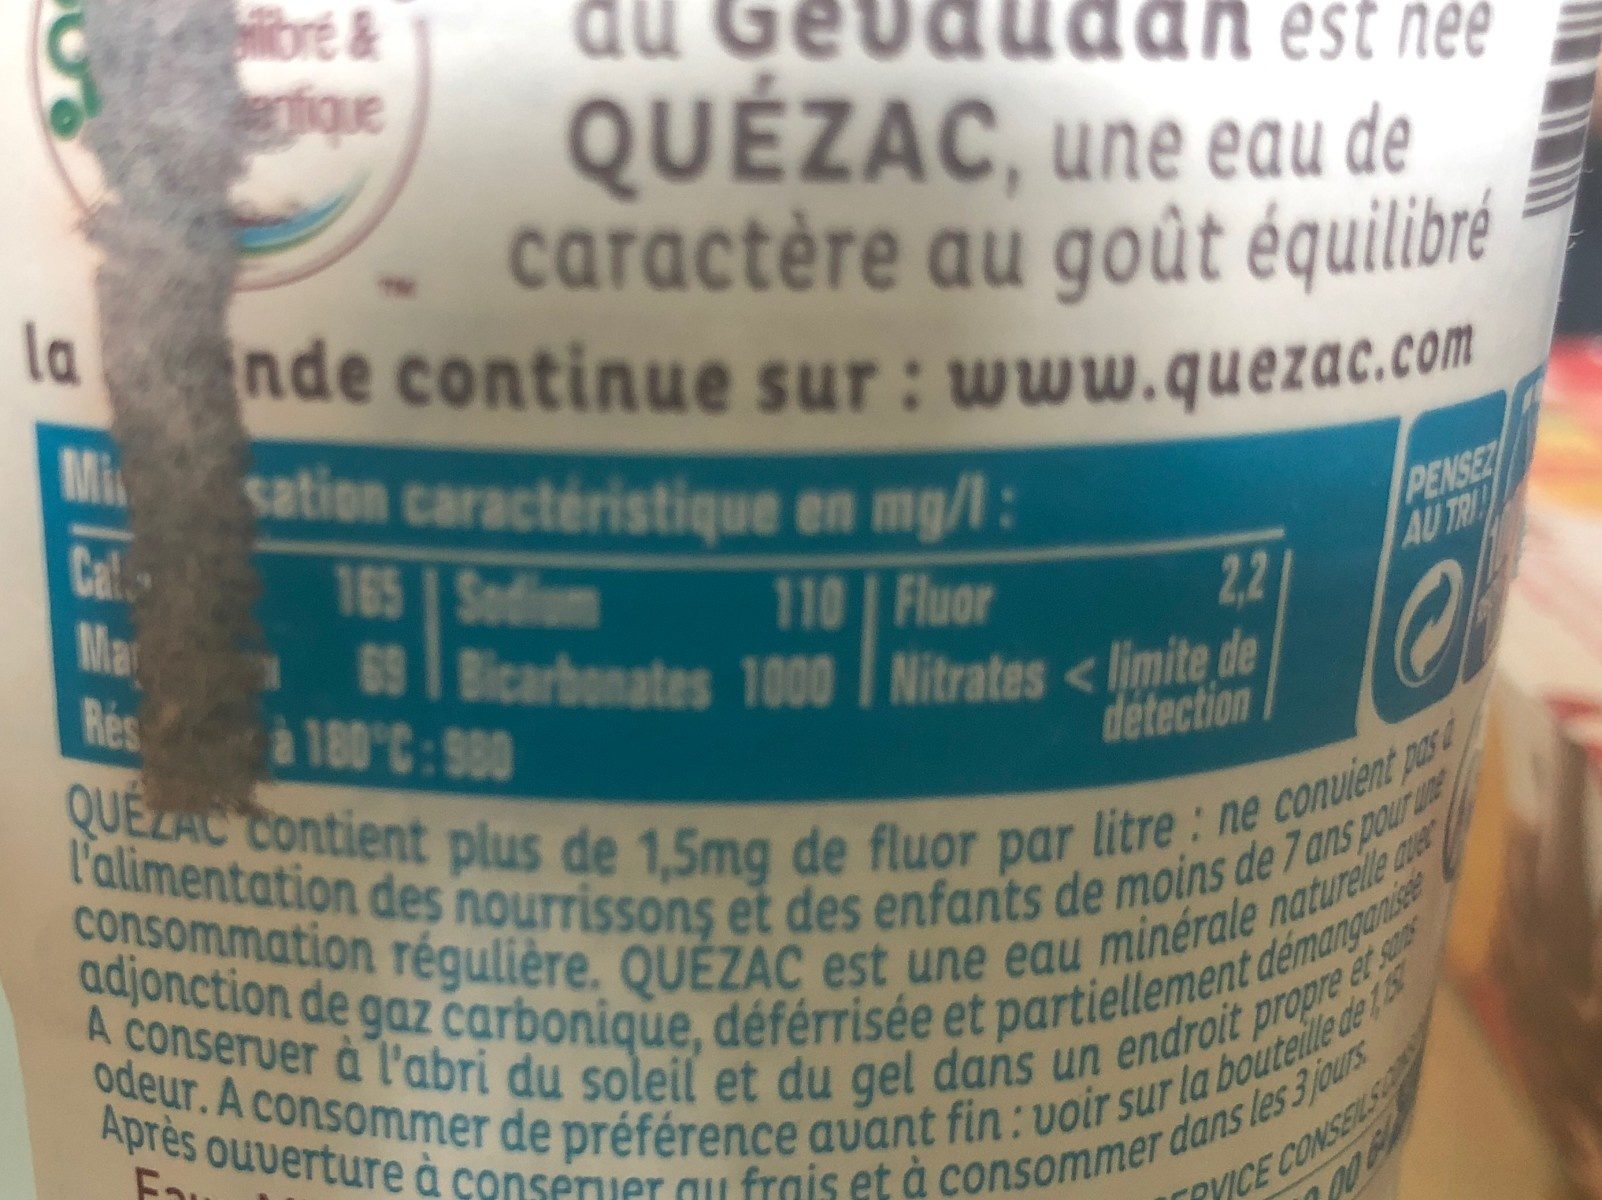 du Gévaudan est née
QUÉZAC, une eau de
caractère au goût équilibré
TM
la nde continue sur : www.quezac.com
sation caractéristique en mg/l :
165 | Sodium 110 | Fluor 2,2
69 | Bicarbonates 1000 | Nitrates < limite de
détection
à 180°C : 980
PENSEZ
AU TRI !
QUÉZAC contient plus de 1,5mg de fluor par litre : ne convient pas à
l'alimentation des nourrissons et des enfants de moins de 7 ans pour une
consommation régulière. QUÉZAC est une eau minérale naturelle avec
adjonction de gaz carbonique, déférrisée et partiellement démanganisée.
A conserver à l'abri du soleil et du gel dans un endroit propre et sans
odeur. A consommer de préférence avant fin : voir sur la bouteille de 1,15L.
Après ouverture à conserver au frais et à consommer dans les 3 jours.
SERVICE CONSEILS